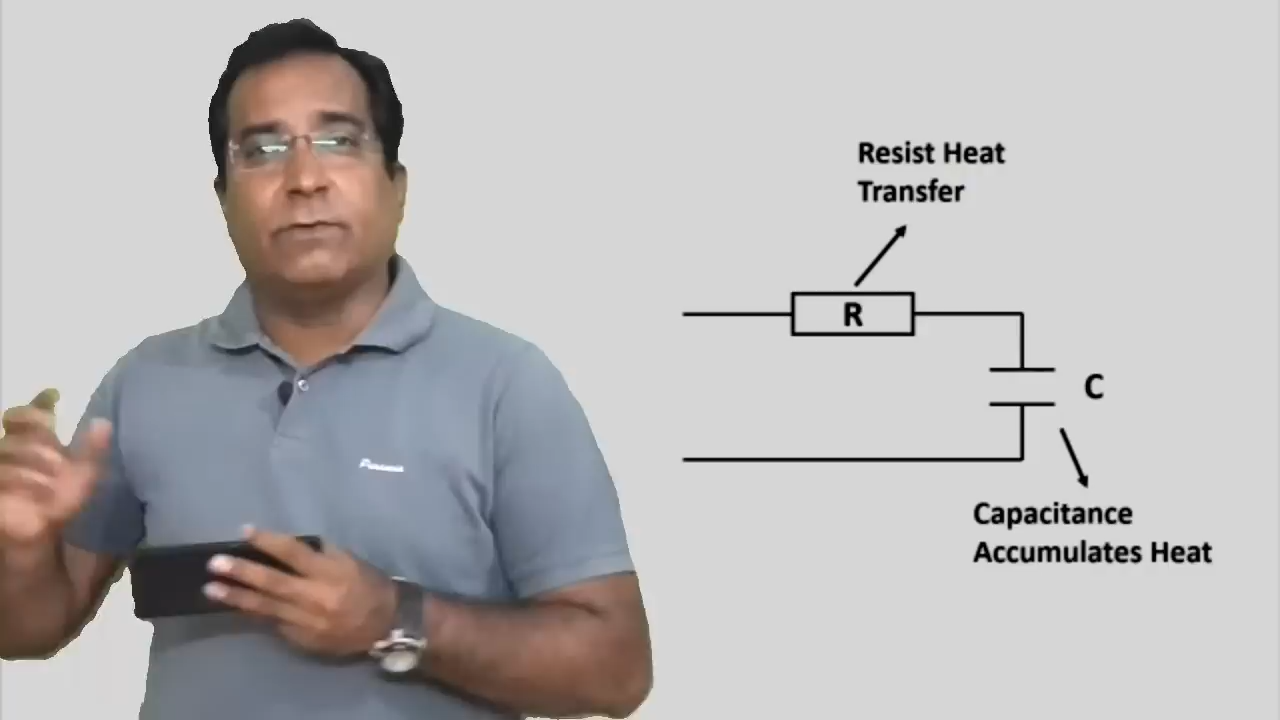 Resist Heat
Transfer
R
C
Capacitance
Accumulates Heat